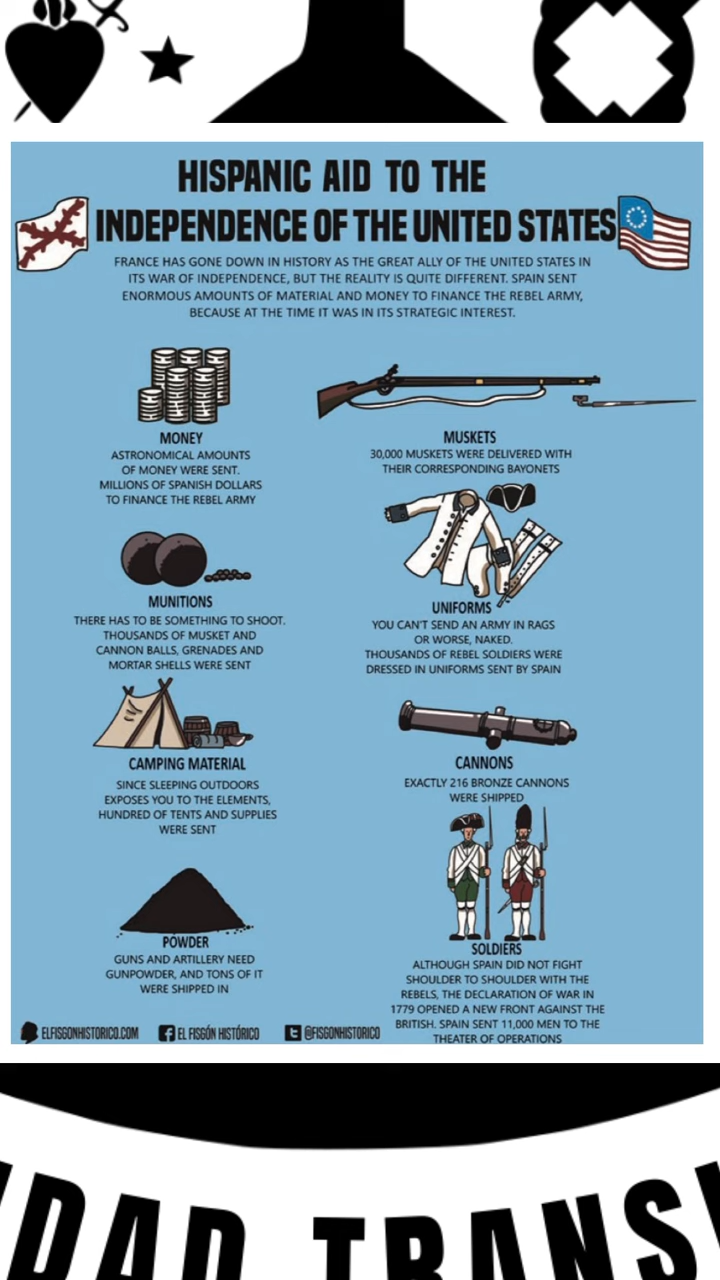 HISPANIC AID TO THE
INDEPENDENCE OF THE UNITED STATES
FRANCE HAS GONE DOWN IN HISTORY AS THE GREAT ALLY OF THE UNITED STATES IN
ITS WAR OF INDEPENDENCE, BUT THE REALITY IS QUITE DIFFERENT. SPAIN SENT
ENORMOUS AMOUNTS OF MATERIAL AND MONEY TO FINANCE THE REBEL ARMY,
BECAUSE AT THE TIME IT WAS IN ITS STRATEGIC INTEREST.
MONEY
ASTRONOMICAL AMOUNTS
OF MONEY WERE SENT.
MILLIONS OF SPANISH DOLLARS
TO FINANCE THE REBEL ARMY
MUSKETS
30,000 MUSKETS WERE DELIVERED WITH
THEIR CORRESPONDING BAYONETS
MUNITIONS
THERE HAS TO BE SOMETHING TO SHOOT.
THOUSANDS OF MUSKET AND
CANNON BALLS, GRENADES AND
MORTAR SHELLS WERE SENT
UNIFORMS
YOU CAN'T SEND AN ARMY IN RAGS
OR WORSE, NAKED.
THOUSANDS OF REBEL SOLDIERS WERE
DRESSED IN UNIFORMS SENT BY SPAIN
CAMPING MATERIAL
SINCE SLEEPING OUTDOORS
EXPOSES YOU TO THE ELEMENTS,
HUNDRED OF TENTS AND SUPPLIES
WERE SENT
CANNONS
EXACTLY 216 BRONZE CANNONS
WERE SHIPPED
POWDER
GUNS AND ARTILLERY NEED
GUNPOWDER, AND TONS OF IT
WERE SHIPPED IN
SOLDIERS
ALTHOUGH SPAIN DID NOT FIGHT
SHOULDER TO SHOULDER WITH THE
REBELS, THE DECLARATION OF WAR IN
1779 OPENED A NEW FRONT AGAINST THE
BRITISH. SPAIN SENT 11,000 MEN TO THE
THEATER OF OPERATIONS
ELFISGONHISTORICO.COM
EL FISGÓN HISTÓRICO
@FISGONHISTORICO
DAD TRANS